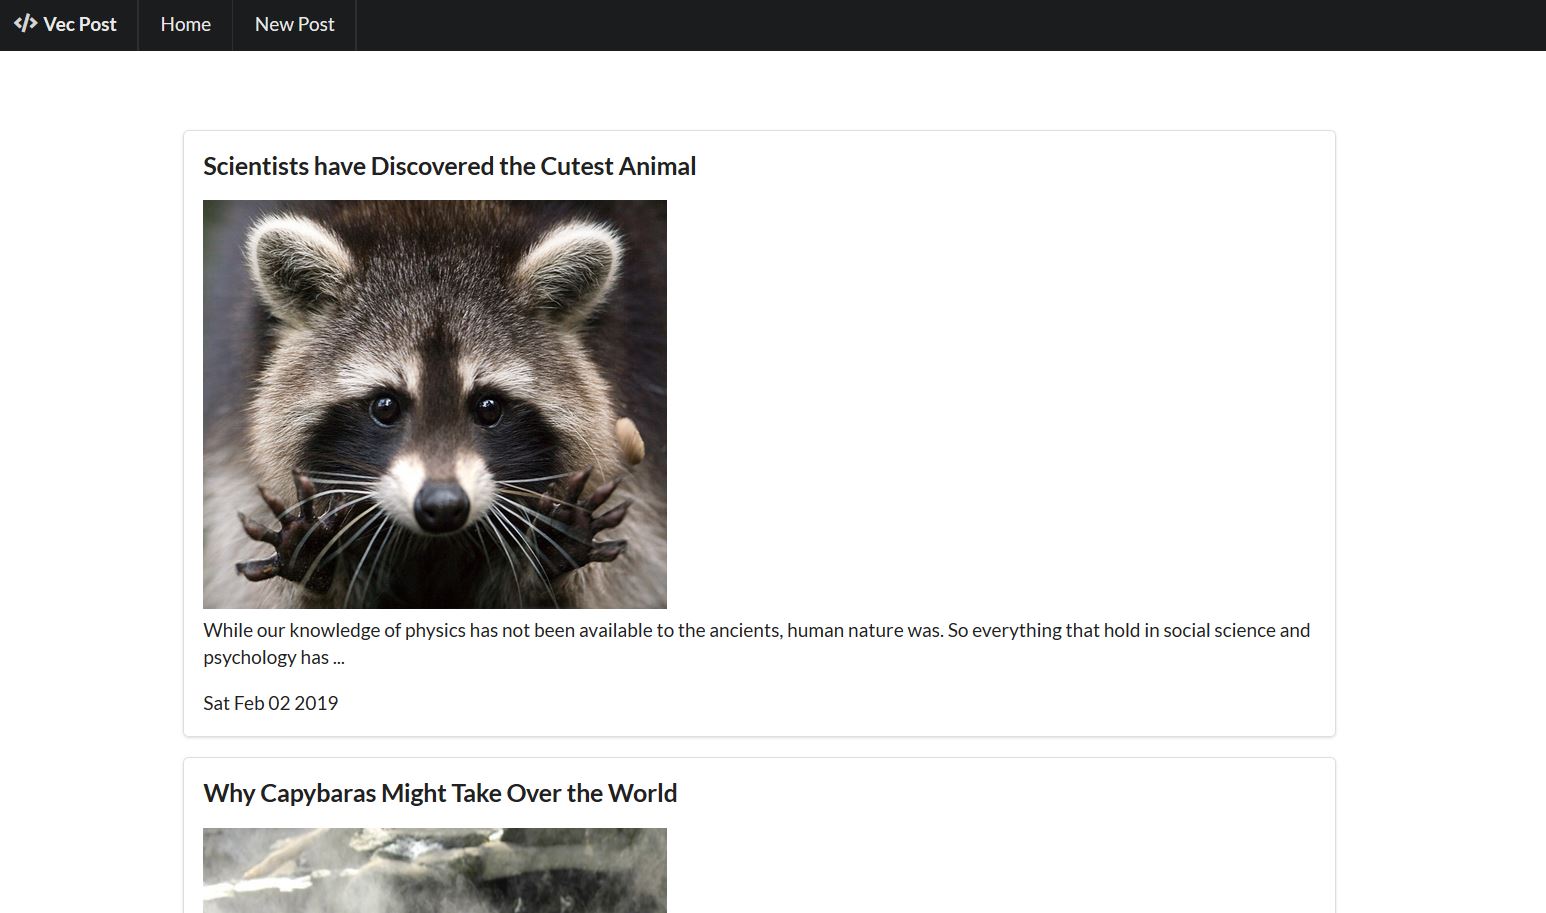 </> Vec Post Home New Post
Scientists have Discovered the Cutest Animal
While our knowledge of physics has not been available to the ancients, human nature was. So everything that hold in social science and
psychology has ...
Sat Feb 02 2019
Why Capybaras Might Take Over the World